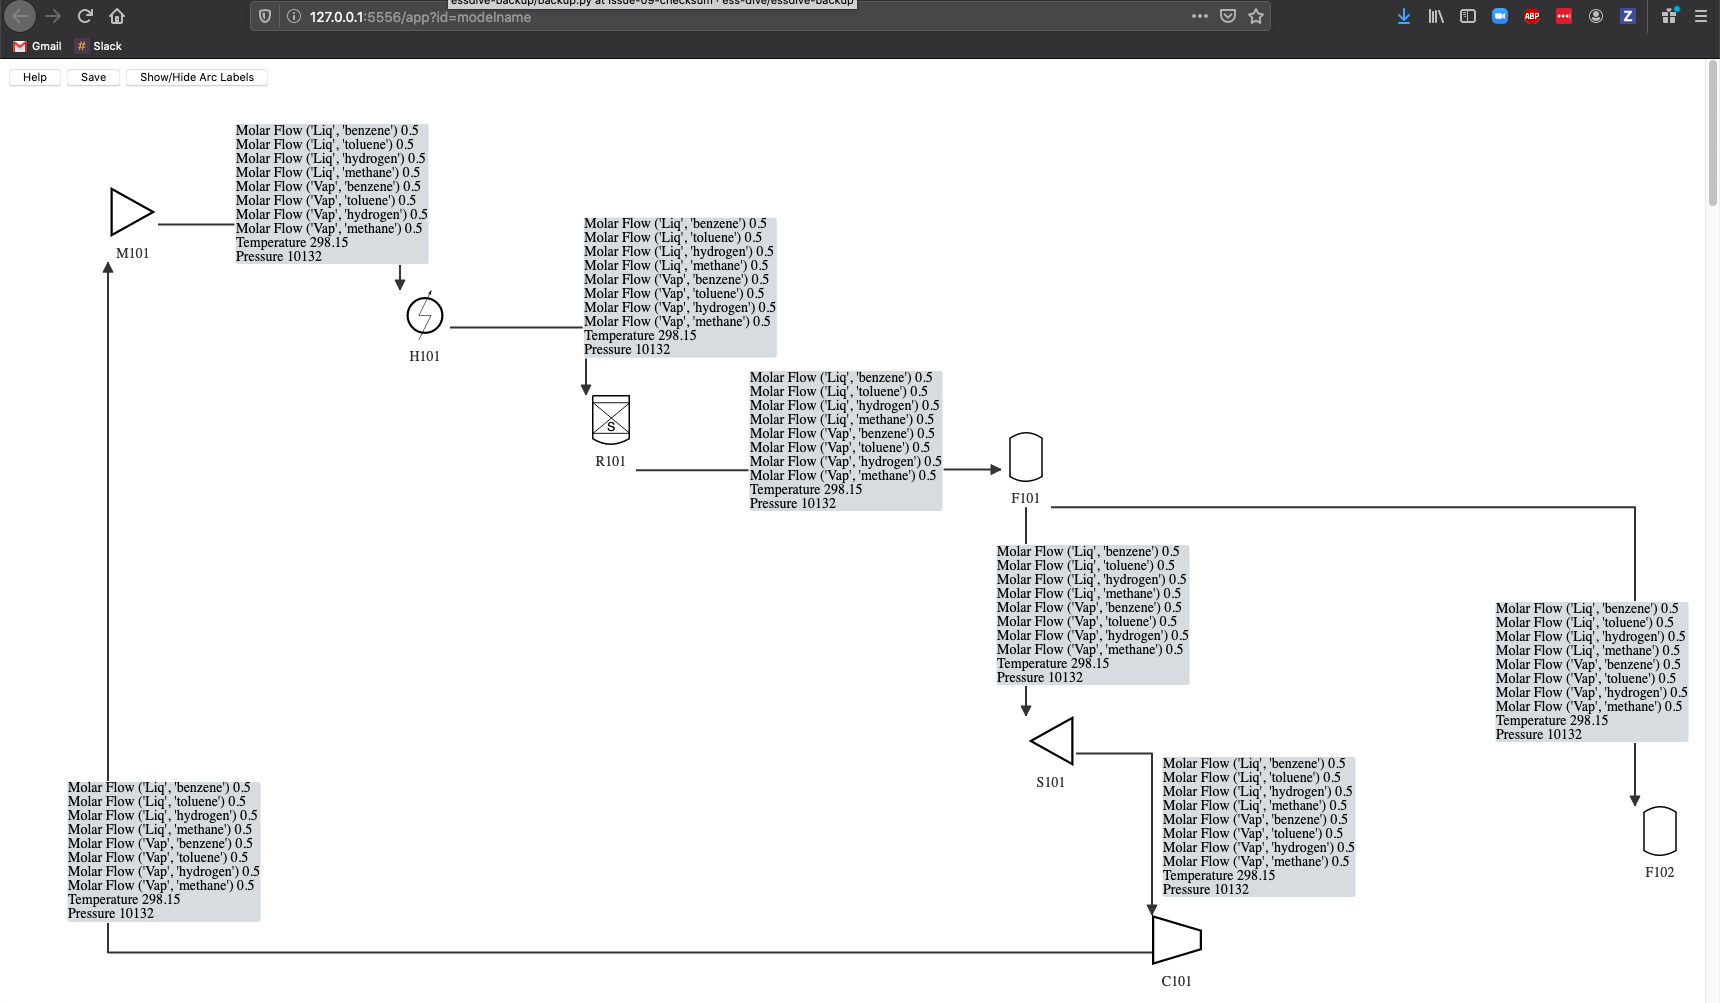 essdive-backup/backup.py at issue-09-checksum · ess-dive/essdive-backup
127.0.0.1:5556/app?id=modelname
ABP
Z
Gmail
# Slack
Help
Save
Show/Hide Arc Labels
Molar Flow ('Liq', 'benzene') 0.5
Molar Flow ('Liq', 'toluene') 0.5
Molar Flow ('Liq', 'hydrogen') 0.5
Molar Flow ('Liq', 'methane') 0.5
Molar Flow ('Vap', 'benzene') 0.5
Molar Flow ('Vap', 'toluene') 0.5
Molar Flow ('Vap', 'hydrogen') 0.5
Molar Flow ('Vap', 'methane') 0.5
Temperature 298.15
Pressure 10132
M101
Molar Flow ('Liq', 'benzene') 0.5
Molar Flow ('Liq', 'toluene') 0.5
Molar Flow ('Liq', 'hydrogen') 0.5
Molar Flow ('Liq', 'methane') 0.5
Molar Flow ('Vap', 'benzene') 0.5
Molar Flow ('Vap', 'toluene') 0.5
Molar Flow ('Vap', 'hydrogen') 0.5
Molar Flow ('Vap', 'methane') 0.5
Temperature 298.15
Pressure 10132
H101
Molar Flow ('Liq', 'benzene') 0.5
Molar Flow ('Liq', 'toluene') 0.5
Molar Flow ('Liq', 'hydrogen') 0.5
Molar Flow ('Liq', 'methane') 0.5
Molar Flow ('Vap', 'benzene') 0.5
Molar Flow ('Vap', 'toluene') 0.5
Molar Flow ('Vap', 'hydrogen') 0.5
Molar Flow ('Vap', 'methane') 0.5
Temperature 298.15
Pressure 10132
S
R101
F101
Molar Flow ('Liq', 'benzene') 0.5
Molar Flow ('Liq', 'toluene') 0.5
Molar Flow ('Liq', 'hydrogen') 0.5
Molar Flow ('Liq', 'methane') 0.5
Molar Flow ('Vap', 'benzene') 0.5
Molar Flow ('Vap', 'toluene') 0.5
Molar Flow ('Vap', 'hydrogen') 0.5
Molar Flow ('Vap', 'methane') 0.5
Temperature 298.15
Pressure 10132
Molar Flow ('Liq', 'benzene') 0.5
Molar Flow ('Liq', 'toluene') 0.5
Molar Flow ('Liq', 'hydrogen') 0.5
Molar Flow ('Liq', 'methane') 0.5
Molar Flow ('Vap', 'benzene') 0.5
Molar Flow ('Vap', 'toluene') 0.5
Molar Flow ('Vap', 'hydrogen') 0.5
Molar Flow ('Vap', 'methane') 0.5
Temperature 298.15
Pressure 10132
S101
Molar Flow ('Liq', 'benzene') 0.5
Molar Flow ('Liq', 'toluene') 0.5
Molar Flow ('Liq', 'hydrogen') 0.5
Molar Flow ('Liq', 'methane') 0.5
Molar Flow ('Vap', 'benzene') 0.5
Molar Flow ('Vap', 'toluene') 0.5
Molar Flow ('Vap', 'hydrogen') 0.5
Molar Flow ('Vap', 'methane') 0.5
Temperature 298.15
Pressure 10132
F102
Molar Flow ('Liq', 'benzene') 0.5
Molar Flow ('Liq', 'toluene') 0.5
Molar Flow ('Liq', 'hydrogen') 0.5
Molar Flow ('Liq', 'methane') 0.5
Molar Flow ('Vap', 'benzene') 0.5
Molar Flow ('Vap', 'toluene') 0.5
Molar Flow ('Vap', 'hydrogen') 0.5
Molar Flow ('Vap', 'methane') 0.5
Temperature 298.15
Pressure 10132
C101